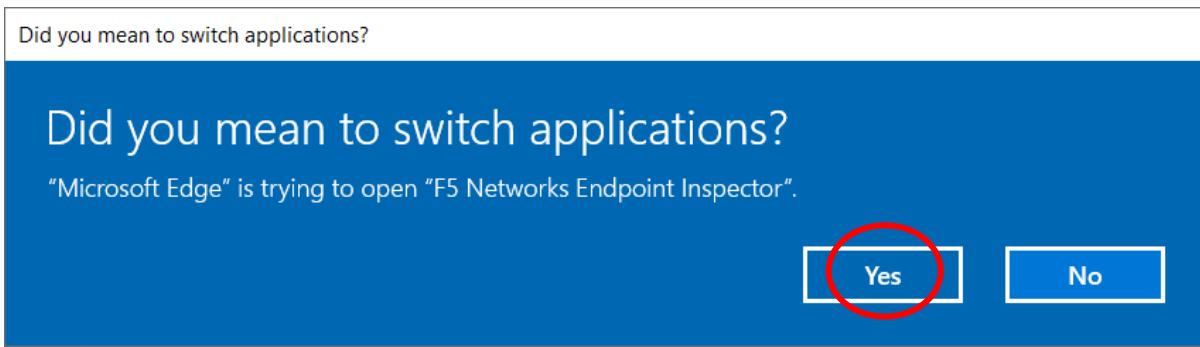 Did you mean to switch applications?
Did you mean to switch applications?
“Microsoft Edge” is trying to open “F5 Networks Endpoint Inspector”.
Yes No